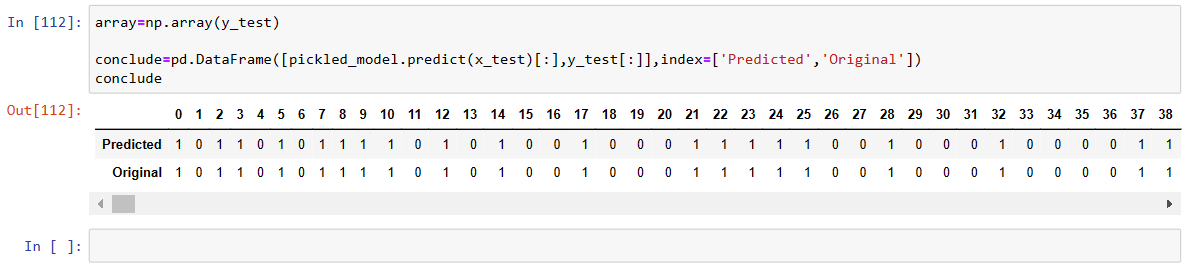 In [112]: array=np.array(y_test)
conclude=pd.DataFrame([pickled_model.predict(x_test)[:],y_test[:]],index=['Predicted','Original'])
conclude
Out[112]: 0 1 2 3 4 5 6 7 8 9 10 11 12 13 14 15 16 17 18 19 20 21 22 23 24 25 26 27 28 29 30 31 32 33 34 35 36 37 38
Predicted 1 0 1 1 0 1 0 1 1 1 1 0 1 0 1 0 0 1 0 0 0 1 1 1 1 1 0 0 1 0 0 0 1 0 0 0 0 1 1
Original 1 0 1 1 0 1 0 1 1 1 1 0 1 0 1 0 0 1 0 0 0 1 1 1 1 1 0 0 1 0 0 0 1 0 0 0 0 1 1
In [ ]: